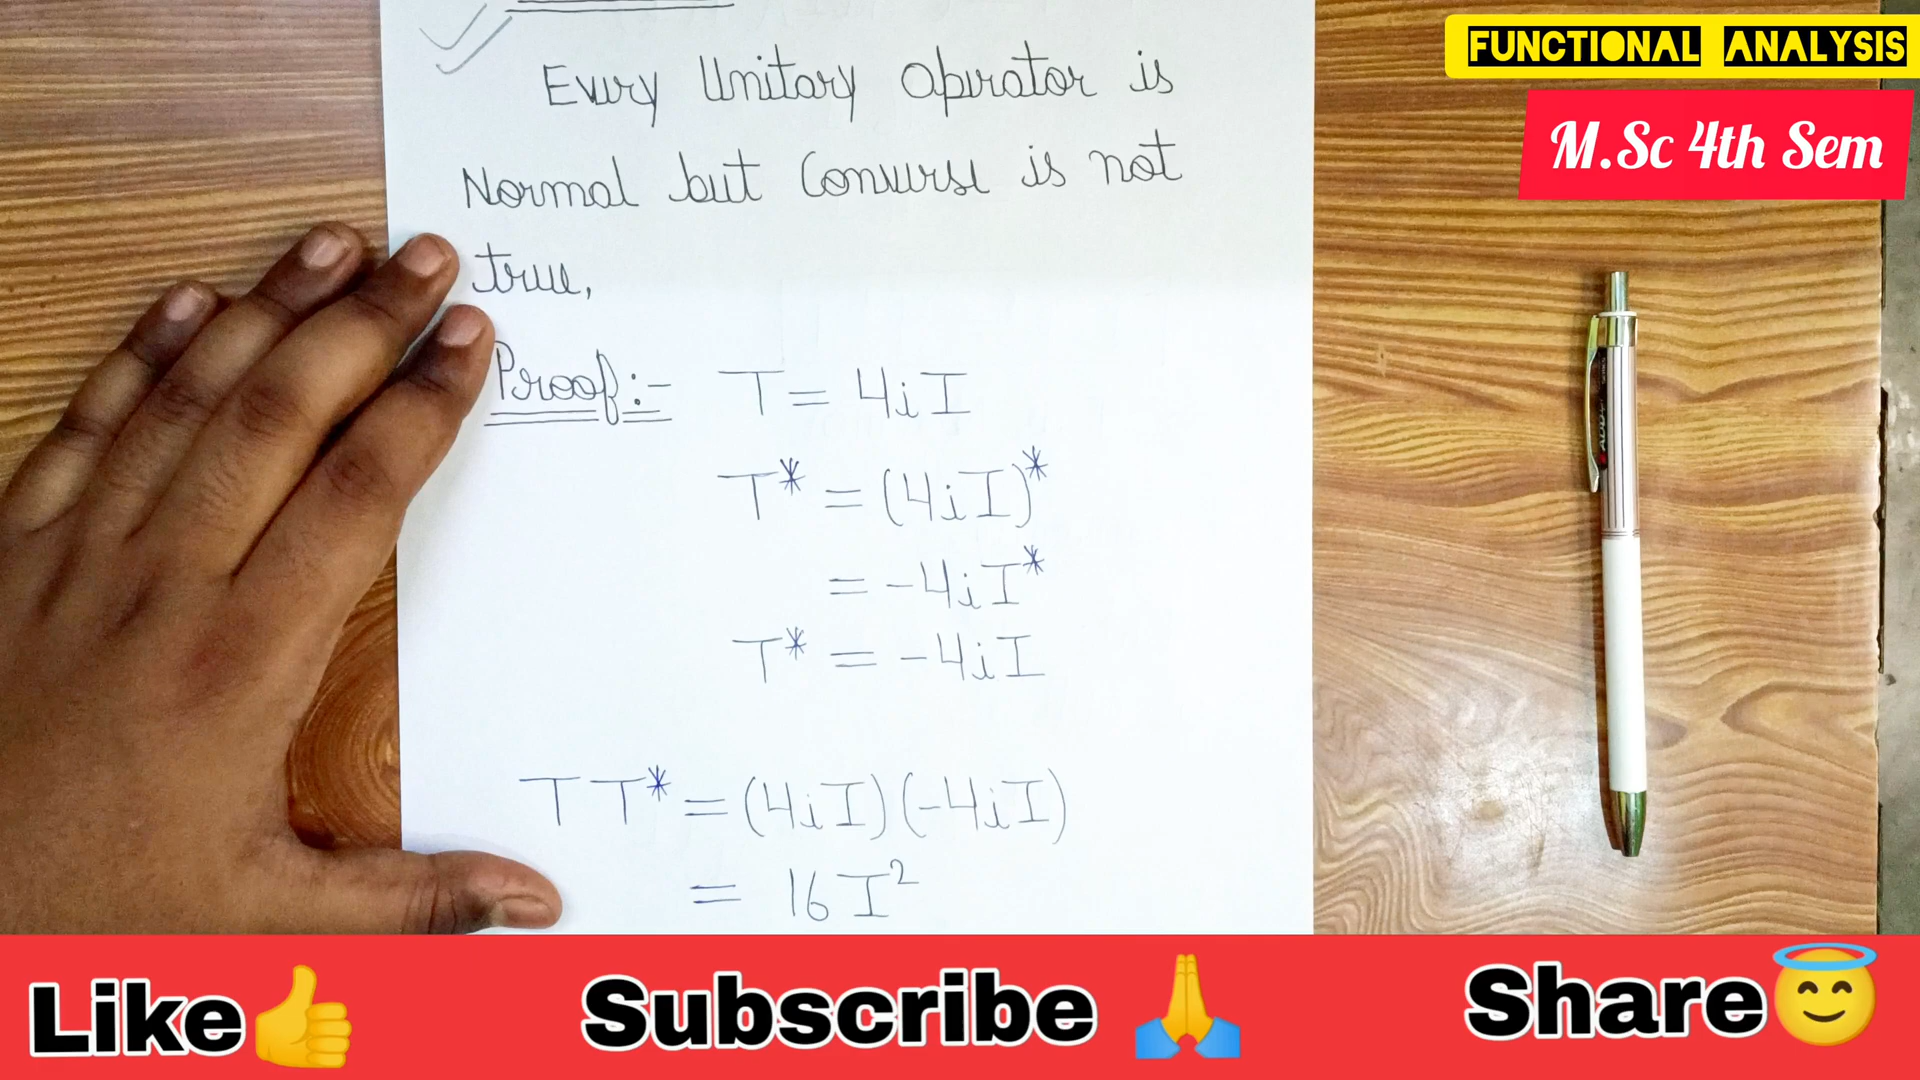 FUNCTIONAL ANALYSIS
M.Sc 4th Sem
Every Unitary Operator is
Normal but Converse is not
true,
Proof :- T = 4iI
T* = (4iI)*
= -4iI*
T* = -4iI
TT* = (4iI)(-4iI)
= 16I²
Like👍 Subscribe 🙏 Share😇